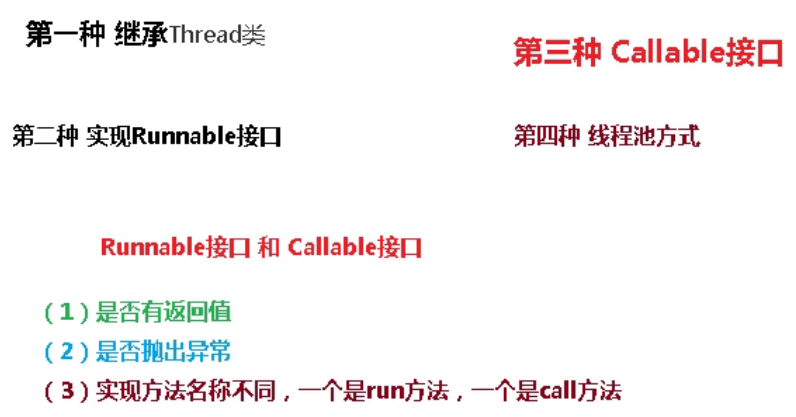 第一种 继承Thread类
第三种 Callable接口
第二种 实现Runnable接口
第四种 线程池方式
Runnable接口 和 Callable接口
（1）是否有返回值
（2）是否抛出异常
（3）实现方法名称不同，一个是run方法，一个是call方法